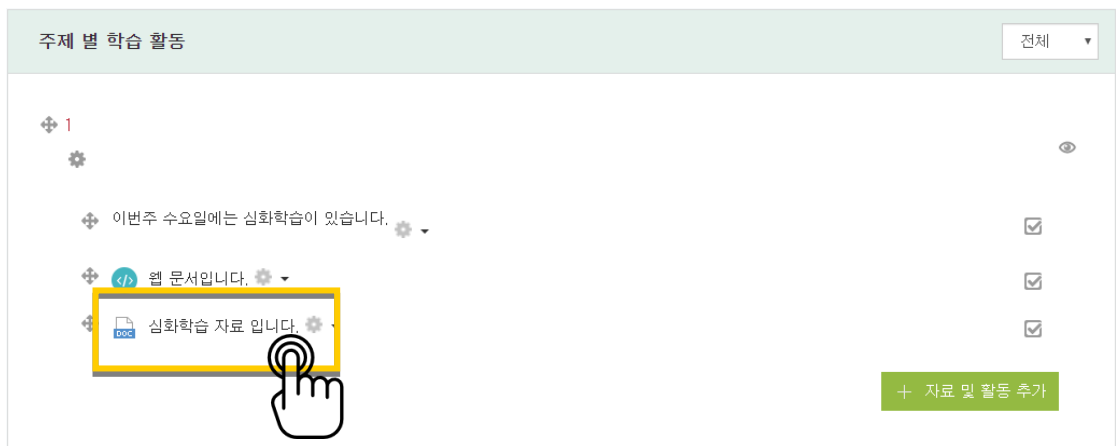 주제 별 학습 활동
전체
1
이번주 수요일에는 심화학습이 있습니다.
웹 문서입니다.
DOC 심화학습 자료 입니다.
+ 자료 및 활동 추가